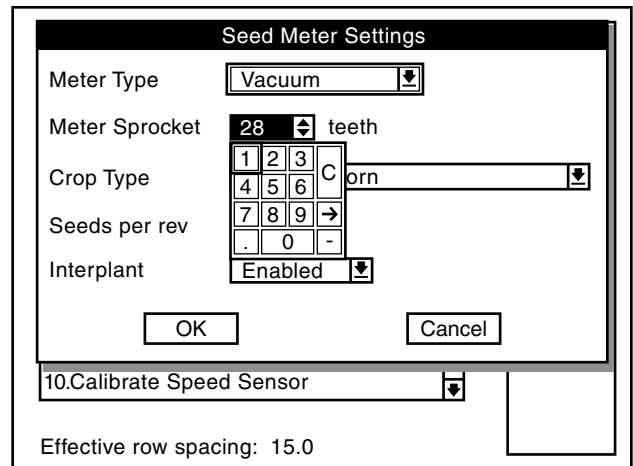 Seed Meter Settings
Meter Type Vacuum
Meter Sprocket 28 teeth
1 2 3 C
Crop Type orn
4 5 6
7 8 9 →
Seeds per rev
. 0 -
Interplant Enabled
OK Cancel
10.Calibrate Speed Sensor
Effective row spacing: 15.0